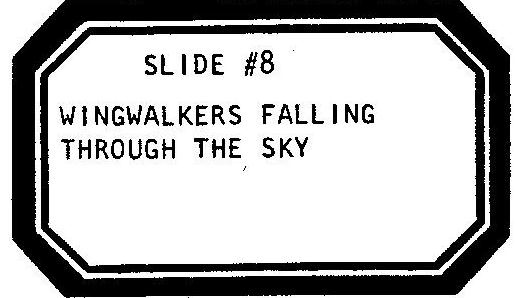 SLIDE #8
WINGWALKERS FALLING
THROUGH THE SKY